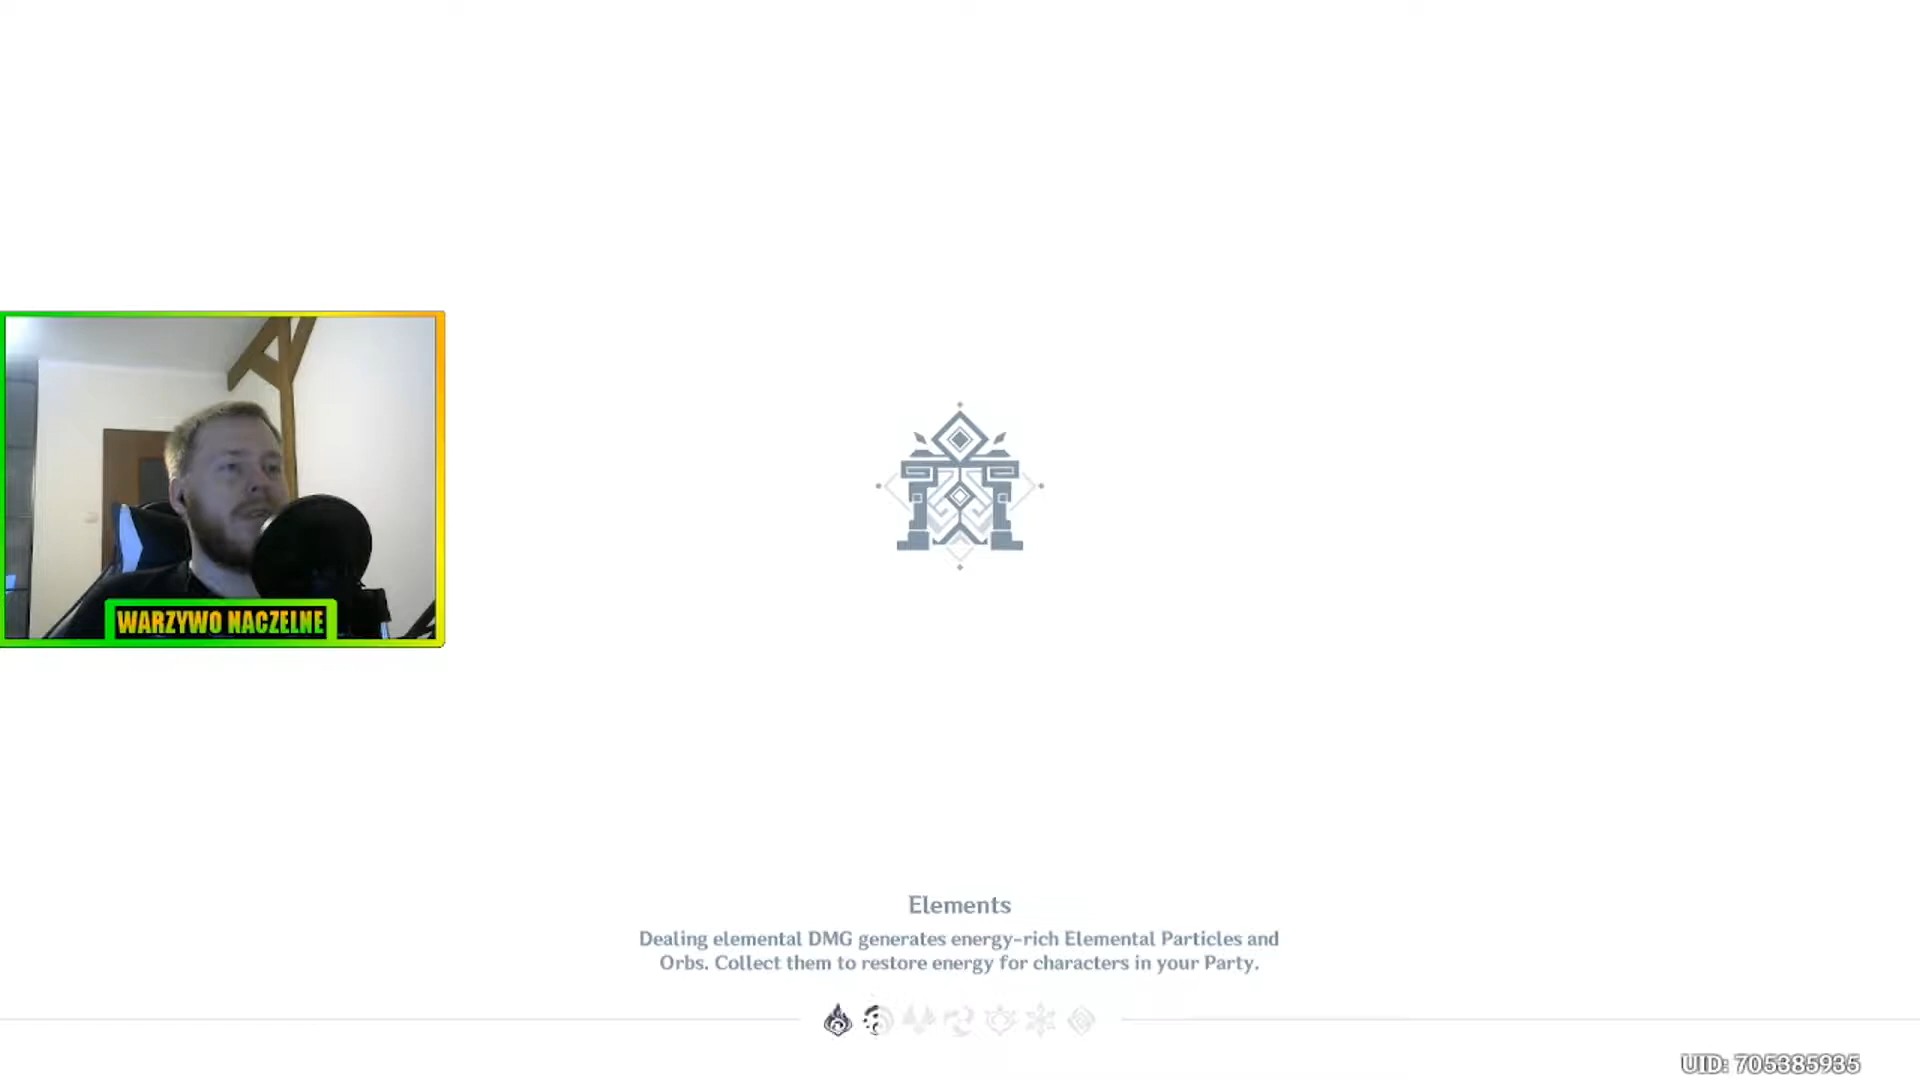 WARZYWO NACZELNE
Elements
Dealing elemental DMG generates energy-rich Elemental Particles and
Orbs. Collect them to restore energy for characters in your Party.
UID: 705385935